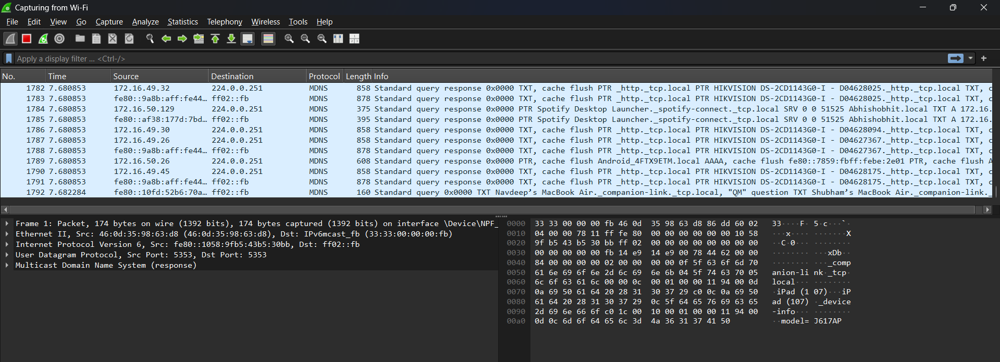 Capturing from Wi-Fi
File Edit View Go Capture Analyze Statistics Telephony Wireless Tools Help
Apply a display filter ... <Ctrl-/>
No. Time Source Destination Protocol Length Info
1782 7.680853 172.16.49.32 224.0.0.251 MDNS 858 Standard query response 0x0000 TXT, cache flush PTR _http._tcp.local PTR HIKVISION DS-2CD1143G0-I - D04628025._http._tcp.local TXT, c
1783 7.680853 fe80::9a8b:aff:fe44… ff02::fb MDNS 878 Standard query response 0x0000 TXT, cache flush PTR _http._tcp.local PTR HIKVISION DS-2CD1143G0-I - D04628025._http._tcp.local TXT, c
1784 7.680853 172.16.50.129 224.0.0.251 MDNS 375 Standard query response 0x0000 PTR Spotify Desktop Launcher._spotify-connect._tcp.local SRV 0 0 51525 Abhishobhit.local TXT A 172.16.
1785 7.680853 fe80::af38:177d:7bd… ff02::fb MDNS 395 Standard query response 0x0000 PTR Spotify Desktop Launcher._spotify-connect._tcp.local SRV 0 0 51525 Abhishobhit.local TXT A 172.16.
1786 7.680853 172.16.49.30 224.0.0.251 MDNS 858 Standard query response 0x0000 TXT, cache flush PTR _http._tcp.local PTR HIKVISION DS-2CD1143G0-I - D04628094._http._tcp.local TXT, c
1787 7.680853 172.16.49.26 224.0.0.251 MDNS 858 Standard query response 0x0000 TXT, cache flush PTR _http._tcp.local PTR HIKVISION DS-2CD1143G0-I - D04627367._http._tcp.local TXT, c
1788 7.680853 fe80::9a8b:aff:fe44… ff02::fb MDNS 878 Standard query response 0x0000 TXT, cache flush PTR _http._tcp.local PTR HIKVISION DS-2CD1143G0-I - D04627367._http._tcp.local TXT, c
1789 7.680853 172.16.50.26 224.0.0.251 MDNS 608 Standard query response 0x0000 PTR, cache flush Android_4FTX9ETM.local AAAA, cache flush fe80::7859:fbff:febe:2e01 PTR, cache flush A
1790 7.680853 172.16.49.45 224.0.0.251 MDNS 858 Standard query response 0x0000 TXT, cache flush PTR _http._tcp.local PTR HIKVISION DS-2CD1143G0-I - D04628175._http._tcp.local TXT, c
1791 7.680853 fe80::9a8b:aff:fe44… ff02::fb MDNS 878 Standard query response 0x0000 TXT, cache flush PTR _http._tcp.local PTR HIKVISION DS-2CD1143G0-I - D04628175._http._tcp.local TXT, c
1792 7.682284 fe80::10fd:52b6:70a… ff02::fb MDNS 160 Standard query 0x0000 TXT Navdeep’s MacBook Air._companion-link._tcp.local, "QM" question TXT Shubham’s MacBook Air._companion-link._
Frame 1: Packet, 174 bytes on wire (1392 bits), 174 bytes captured (1392 bits) on interface \Device\NPF_
Ethernet II, Src: 46:0d:35:98:63:d8 (46:0d:35:98:63:d8), Dst: IPv6mcast_fb (33:33:00:00:00:fb)
Internet Protocol Version 6, Src: fe80::1058:9fb5:43b5:30bb, Dst: ff02::fb
User Datagram Protocol, Src Port: 5353, Dst Port: 5353
Multicast Domain Name System (response)
0000 33 33 00 00 00 fb 46 0d 35 98 63 d8 86 dd 60 02 33····F· 5·c···`·
0010 04 00 00 78 11 ff fe 80 00 00 00 00 00 00 10 58 ···x···· ·······X
0020 9f b5 43 b5 30 bb ff 02 00 00 00 00 00 00 00 00 ··C·0··· ········
0030 00 00 00 00 00 fb 14 e9 14 e9 00 78 44 62 00 00 ········ ···xDb··
0040 84 00 00 00 00 02 00 00 00 00 0f 5f 63 6f 6d 70 ········ ···_comp
0050 61 6e 69 6f 6e 2d 6c 69 6e 6b 04 5f 74 63 70 05 anion-li nk·_tcp·
0060 6c 6f 63 61 6c 00 00 0c 00 01 00 00 11 94 00 0d local··· ········
0070 0a 69 50 61 64 20 28 31 30 37 29 c0 0c 0a 69 50 ·iPad (1 07)···iP
0080 61 64 20 28 31 30 37 29 0c 5f 64 65 76 69 63 65 ad (107) ·_device
0090 2d 69 6e 66 6f c0 1c 00 10 00 01 00 00 11 94 00 -info··· ········
00a0 0d 0c 6d 6f 64 65 6c 3d 4a 36 31 37 41 50 ··model= J617AP